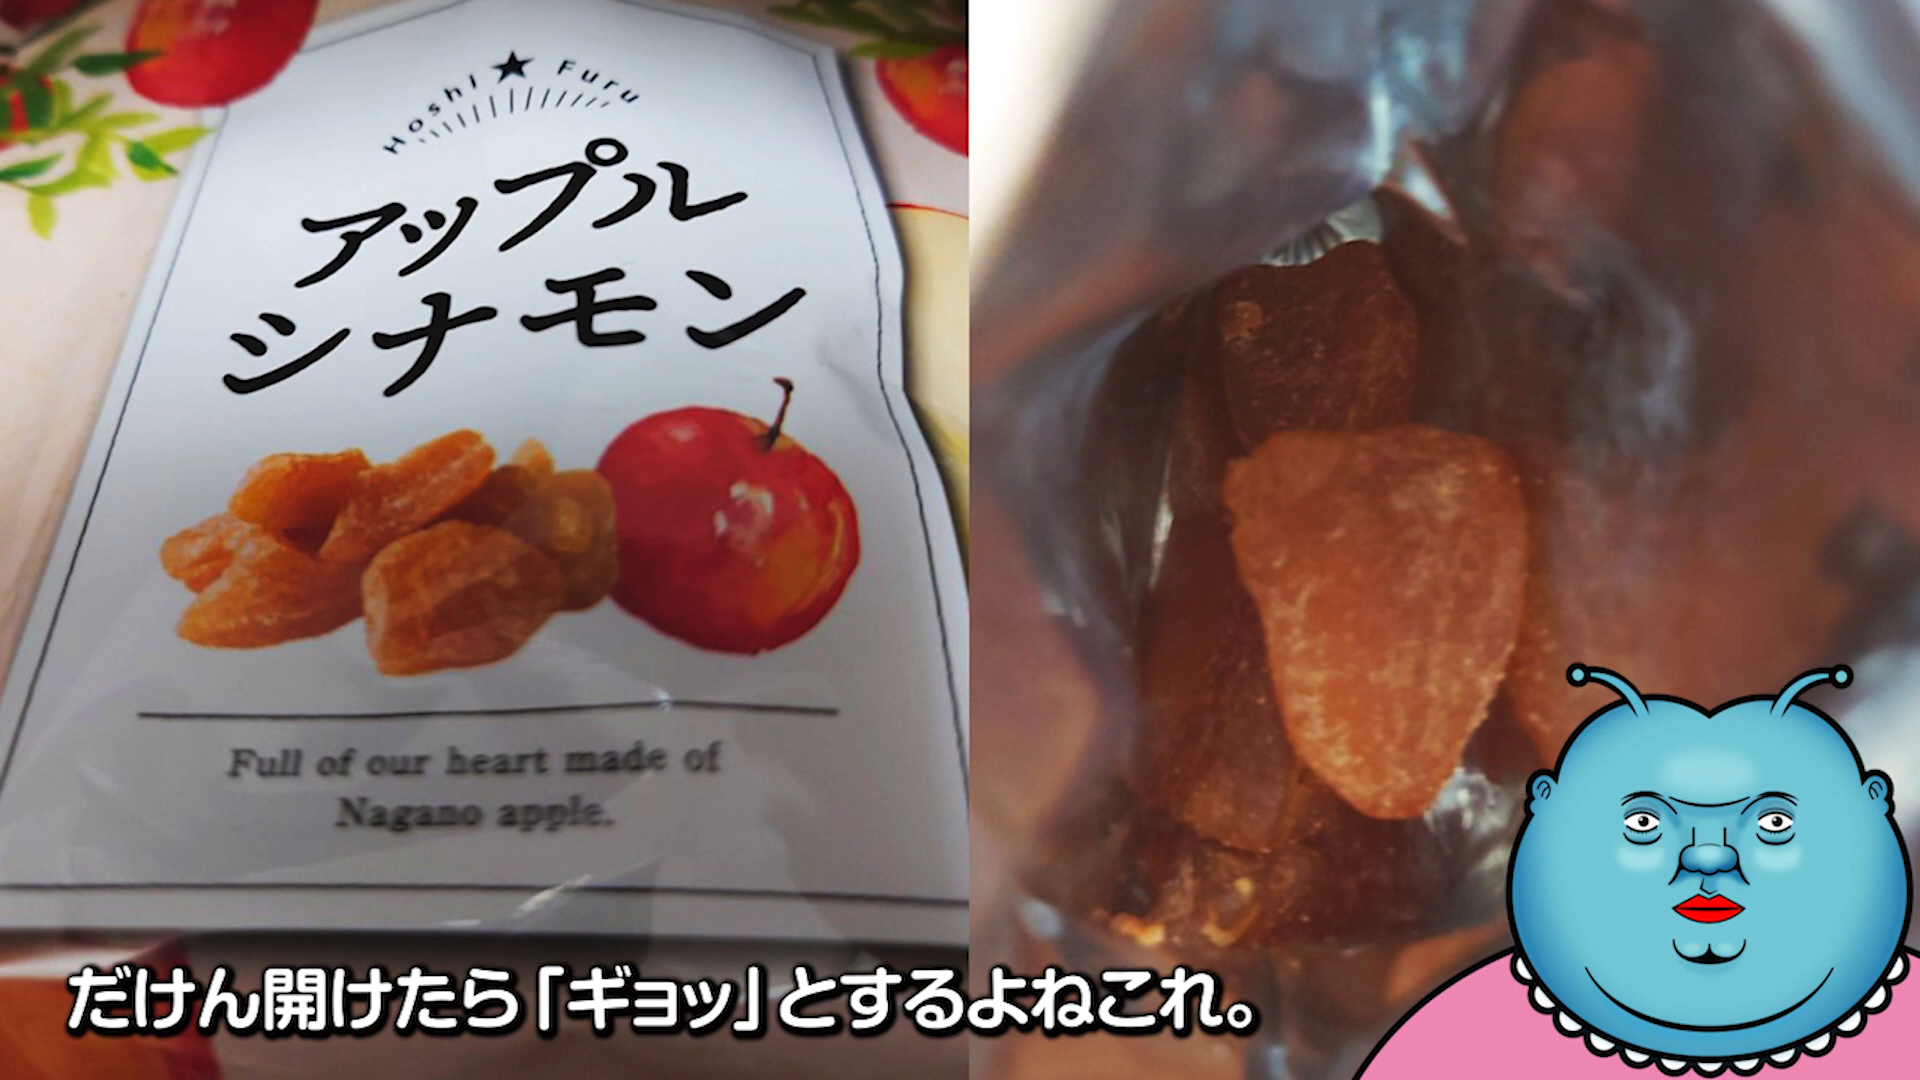 Hoshi ★ Furu
アップル
シナモン
Full of our heart made of
Nagano apple.
だけん開けたら「ギョッ」とするよねこれ。